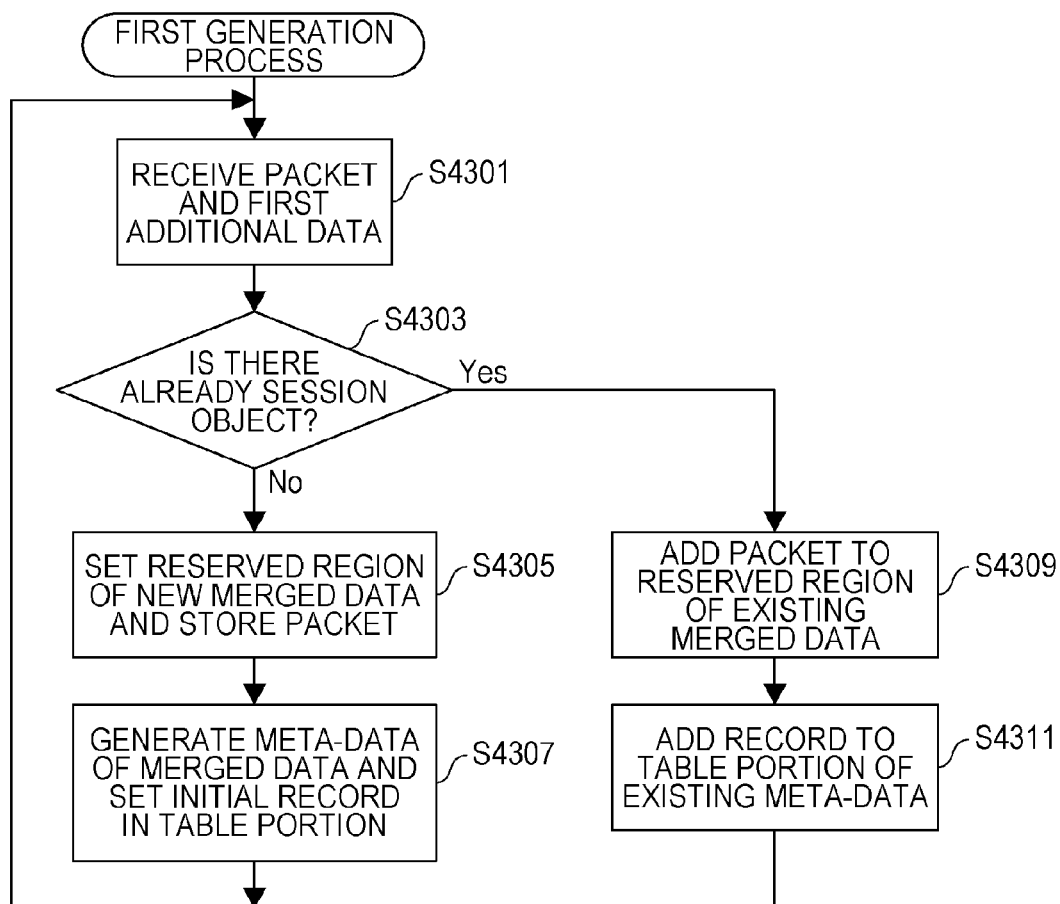 FIRST GENERATION
PROCESS
RECEIVE PACKET
AND FIRST
ADDITIONAL DATA
S4301
IS THERE
ALREADY SESSION
OBJECT?
S4303
Yes
No
SET RESERVED REGION
OF NEW MERGED DATA
AND STORE PACKET
S4305
ADD PACKET TO
RESERVED REGION
OF EXISTING
MERGED DATA
S4309
GENERATE META-DATA
OF MERGED DATA AND
SET INITIAL RECORD
IN TABLE PORTION
S4307
ADD RECORD TO
TABLE PORTION OF
EXISTING META-DATA
S4311